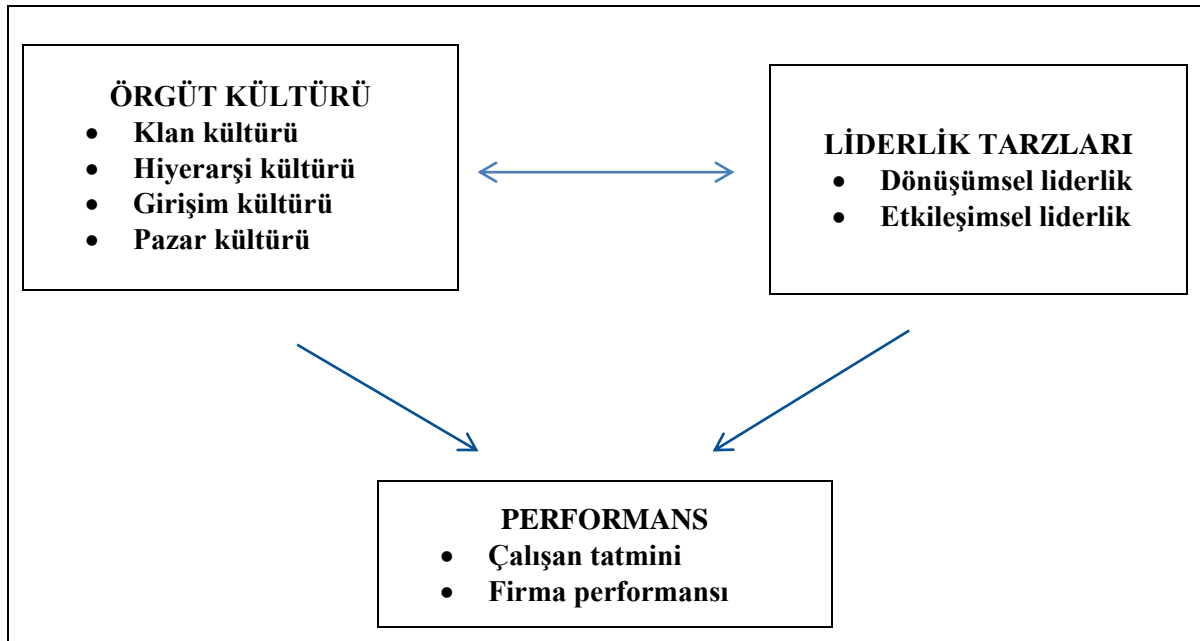 ÖRGÜT KÜLTÜRÜ
• Klan kültürü
• Hiyerarşi kültürü
• Girişim kültürü
• Pazar kültürü
LİDERLİK TARZLARI
• Dönüşümsel liderlik
• Etkileşimsel liderlik
PERFORMANS
• Çalışan tatmini
• Firma performansı